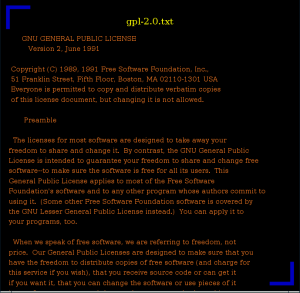 gpl-2.0.txt
GNU GENERAL PUBLIC LICENSE
Version 2, June 1991
Copyright (C) 1989, 1991 Free Software Foundation, Inc.,
51 Franklin Street, Fifth Floor, Boston, MA 02110-1301 USA
Everyone is permitted to copy and distribute verbatim copies
of this license document, but changing it is not allowed.
Preamble
The licenses for most software are designed to take away your
freedom to share and change it. By contrast, the GNU General Public
License is intended to guarantee your freedom to share and change free
software--to make sure the software is free for all its users. This
General Public License applies to most of the Free Software
Foundation's software and to any other program whose authors commit to
using it. (Some other Free Software Foundation software is covered by
the GNU Lesser General Public License instead.) You can apply it to
your programs, too.
When we speak of free software, we are referring to freedom, not
price. Our General Public Licenses are designed to make sure that you
have the freedom to distribute copies of free software (and charge for
this service if you wish), that you receive source code or can get it
if you want it, that you can change the software or use pieces of it